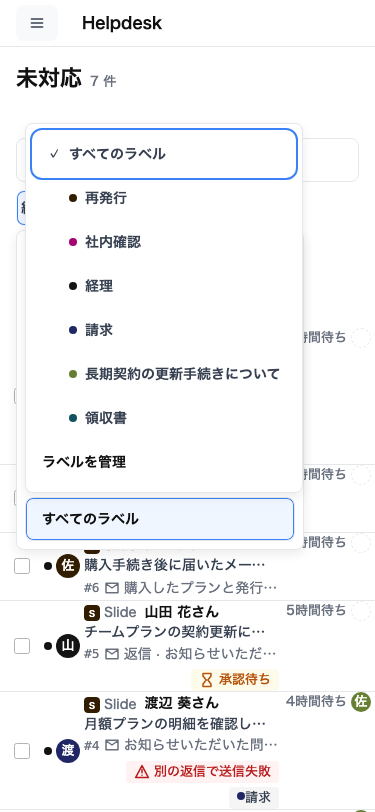 Helpdesk
未対応 7 件
✓ すべてのラベル
再発行
社内確認
経理
請求
長期契約の更新手続きについて
領収書
ラベルを管理
すべてのラベル
時間待ち
時間待ち
時間待ち
佐 購入手続き後に届いたメー…
#6 購入したプランと発行…
s Slide 山田 花さん 5時間待ち
山 チームプランの契約更新に…
#5 返信・お知らせいただ…
承認待ち
s Slide 渡辺 葵さん 4時間待ち 佐
渡 月額プランの明細を確認し…
#4 お知らせいただいた問…
別の返信で送信失敗
請求